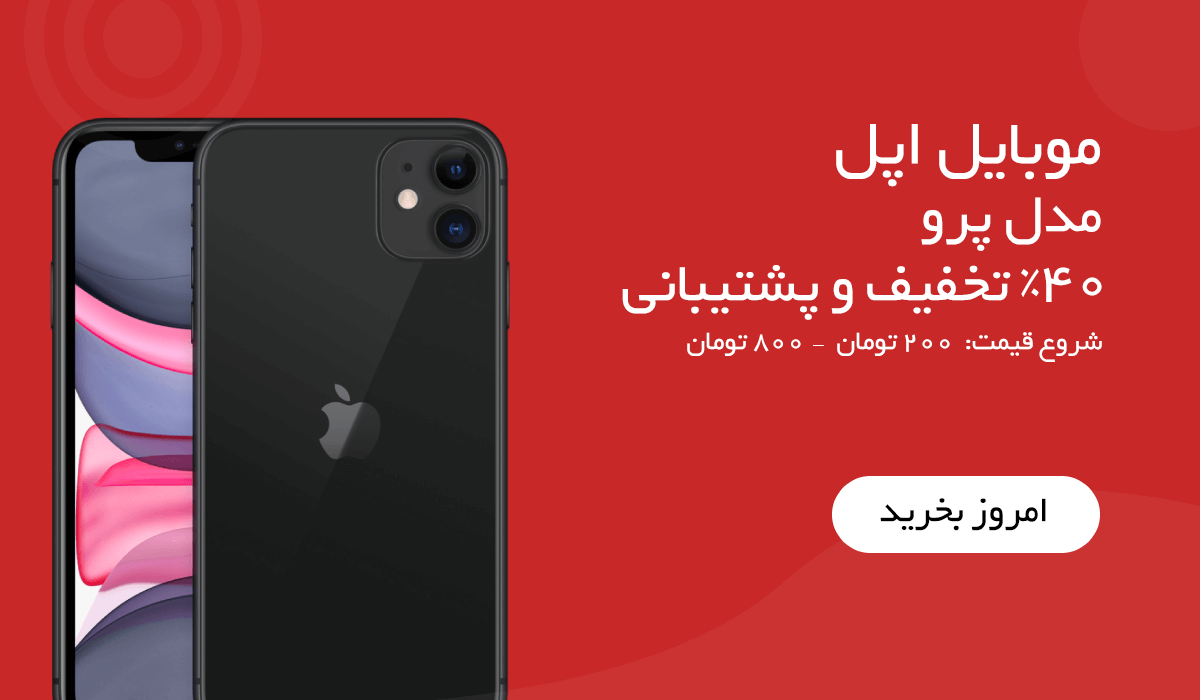 موبایل اپل
مدل پرو
۴۰٪ تخفیف و پشتیبانی
شروع قیمت: ۲۰۰ تومان – ۸۰۰ تومان
امروز بخرید